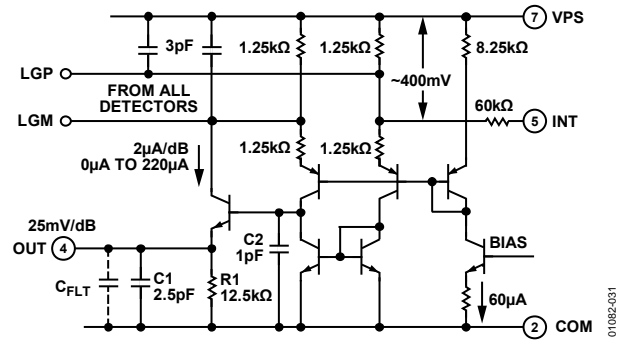 7 VPS
3pF
1.25kΩ
1.25kΩ
8.25kΩ
LGP
~400mV
FROM ALL
DETECTORS
60kΩ
LGM
5 INT
1.25kΩ
1.25kΩ
2µA/dB
0µA TO 220µA
25mV/dB
OUT 4
C2
1pF
BIAS
CFLT
C1
2.5pF
R1
12.5kΩ
60µA
2 COM
01082-031